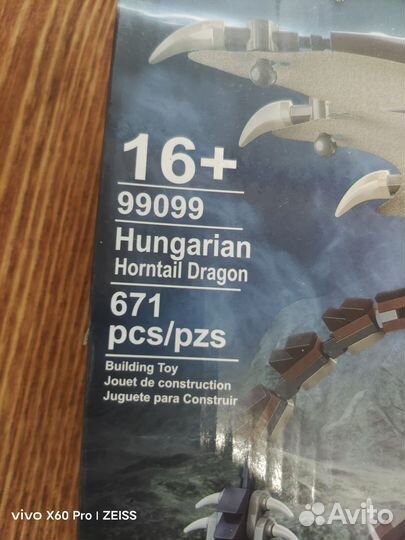 16+
99099
Hungarian
Horntail Dragon
671
pcs/pzs
Building Toy
Jouet de construction
Juguete para Construir
vivo X60 Pro | ZEISS
Avito